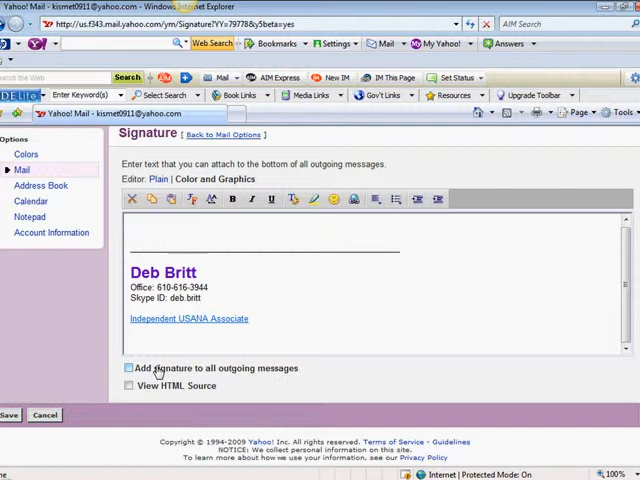 Yahoo! Mail - kismet0911@yahoo.com - Windows Internet Explorer
http://us.f343.mail.yahoo.com/ym/Signature?YY=79778&y5beta=yes
AIM Search
Y! Web Search Bookmarks Settings Mail My Yahoo! Answers
Search the Web Search Mail AIM Express New IM IM This Page Set Status
DELite Enter Keyword(s) Select Search Book Links Media Links Gov't Links Resources Upgrade Toolbar
Yahoo! Mail - kismet0911@yahoo.com Page Tools
Options
Colors
Mail
Address Book
Calendar
Notepad
Account Information
Signature [ Back to Mail Options ]
Enter text that you can attach to the bottom of all outgoing messages.
Editor: Plain | Color and Graphics
B I U
Deb Britt
Office: 610-616-3944
Skype ID: deb.britt
Independent USANA Associate
Add signature to all outgoing messages
View HTML Source
Save Cancel
Copyright © 1994-2009 Yahoo! Inc. All rights reserved. Terms of Service - Guidelines
NOTICE: We collect personal information on this site.
To learn more about how we use your information, see our Privacy Policy
Internet | Protected Mode: On 100%